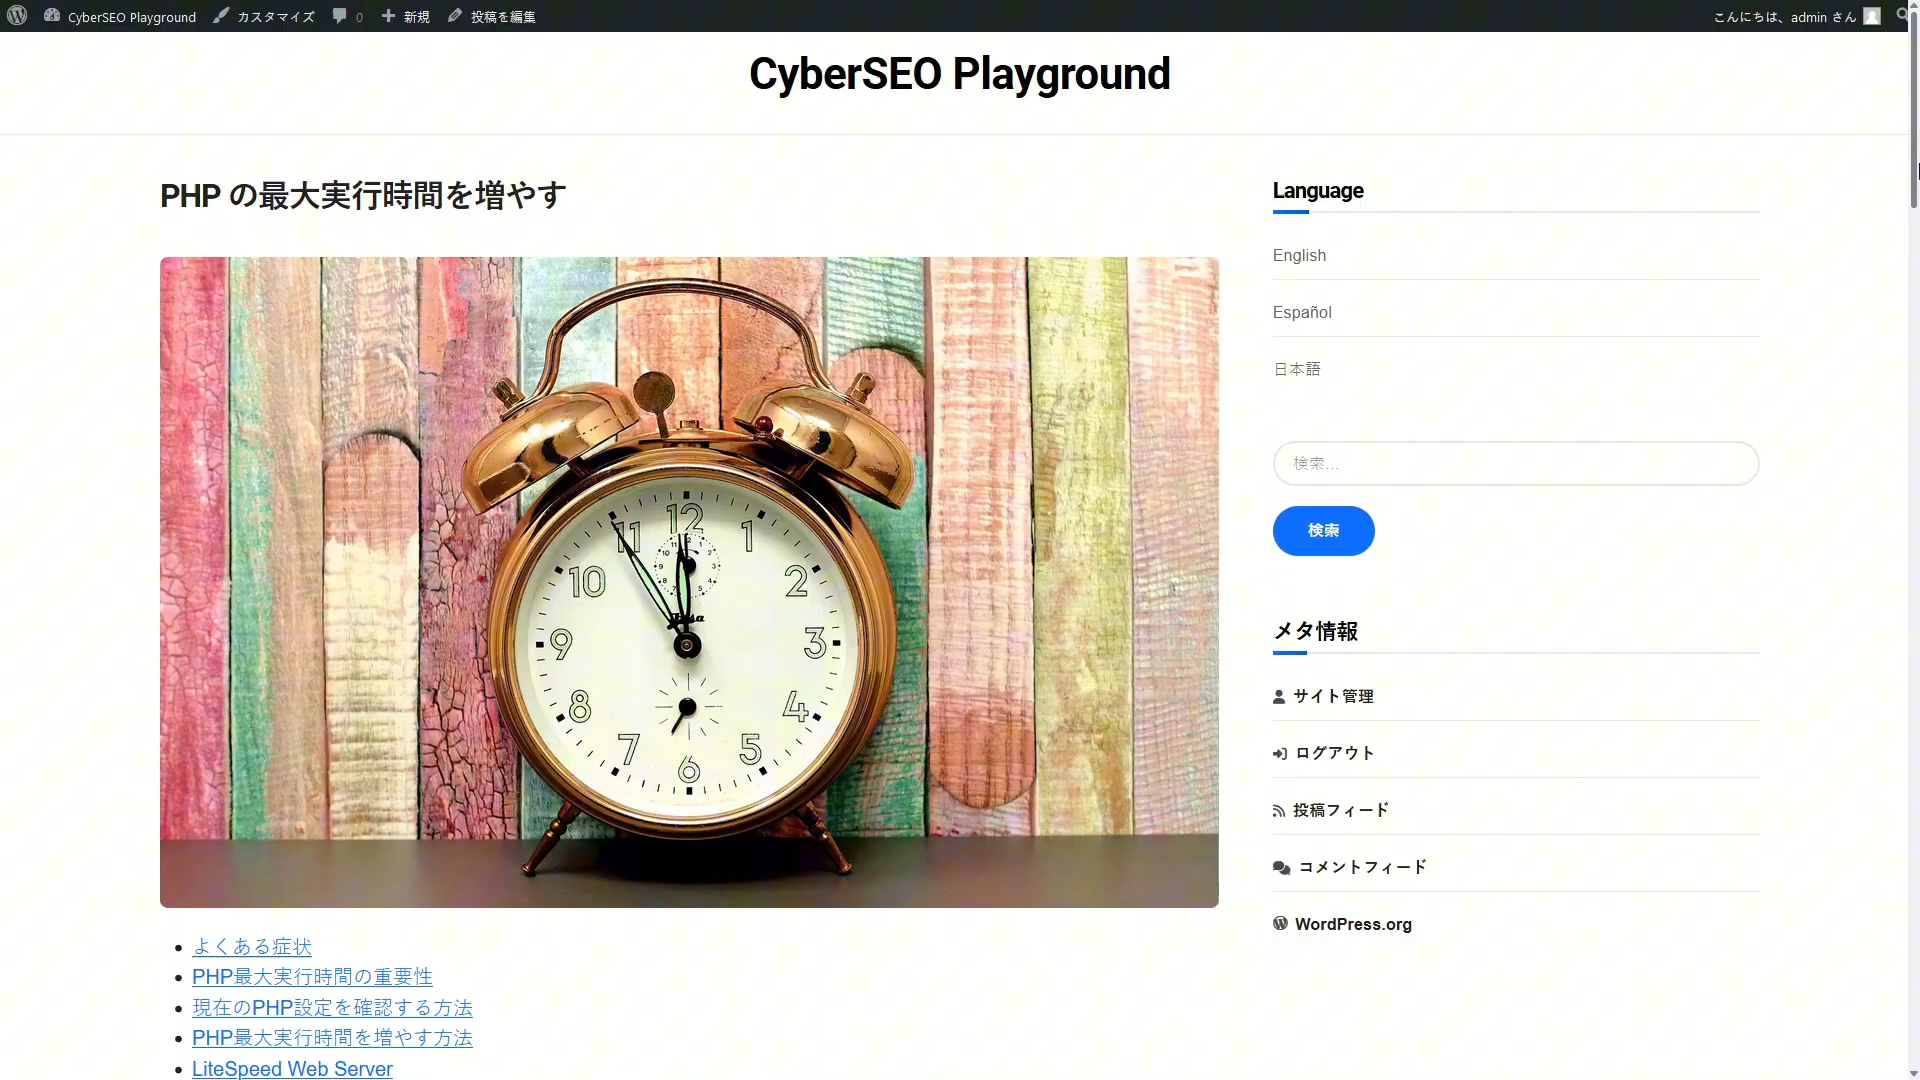 CyberSEO Playground カスタマイズ 0 新規 投稿を編集 こんにちは、admin さん
CyberSEO Playground
PHP の最大実行時間を増やす
12
11
1
10
2
9
3
8
4
7
5
6
よくある症状
PHP最大実行時間の重要性
現在のPHP設定を確認する方法
PHP最大実行時間を増やす方法
LiteSpeed Web Server
Language
English
Español
日本語
検索…
検索
メタ情報
サイト管理
ログアウト
投稿フィード
コメントフィード
WordPress.org